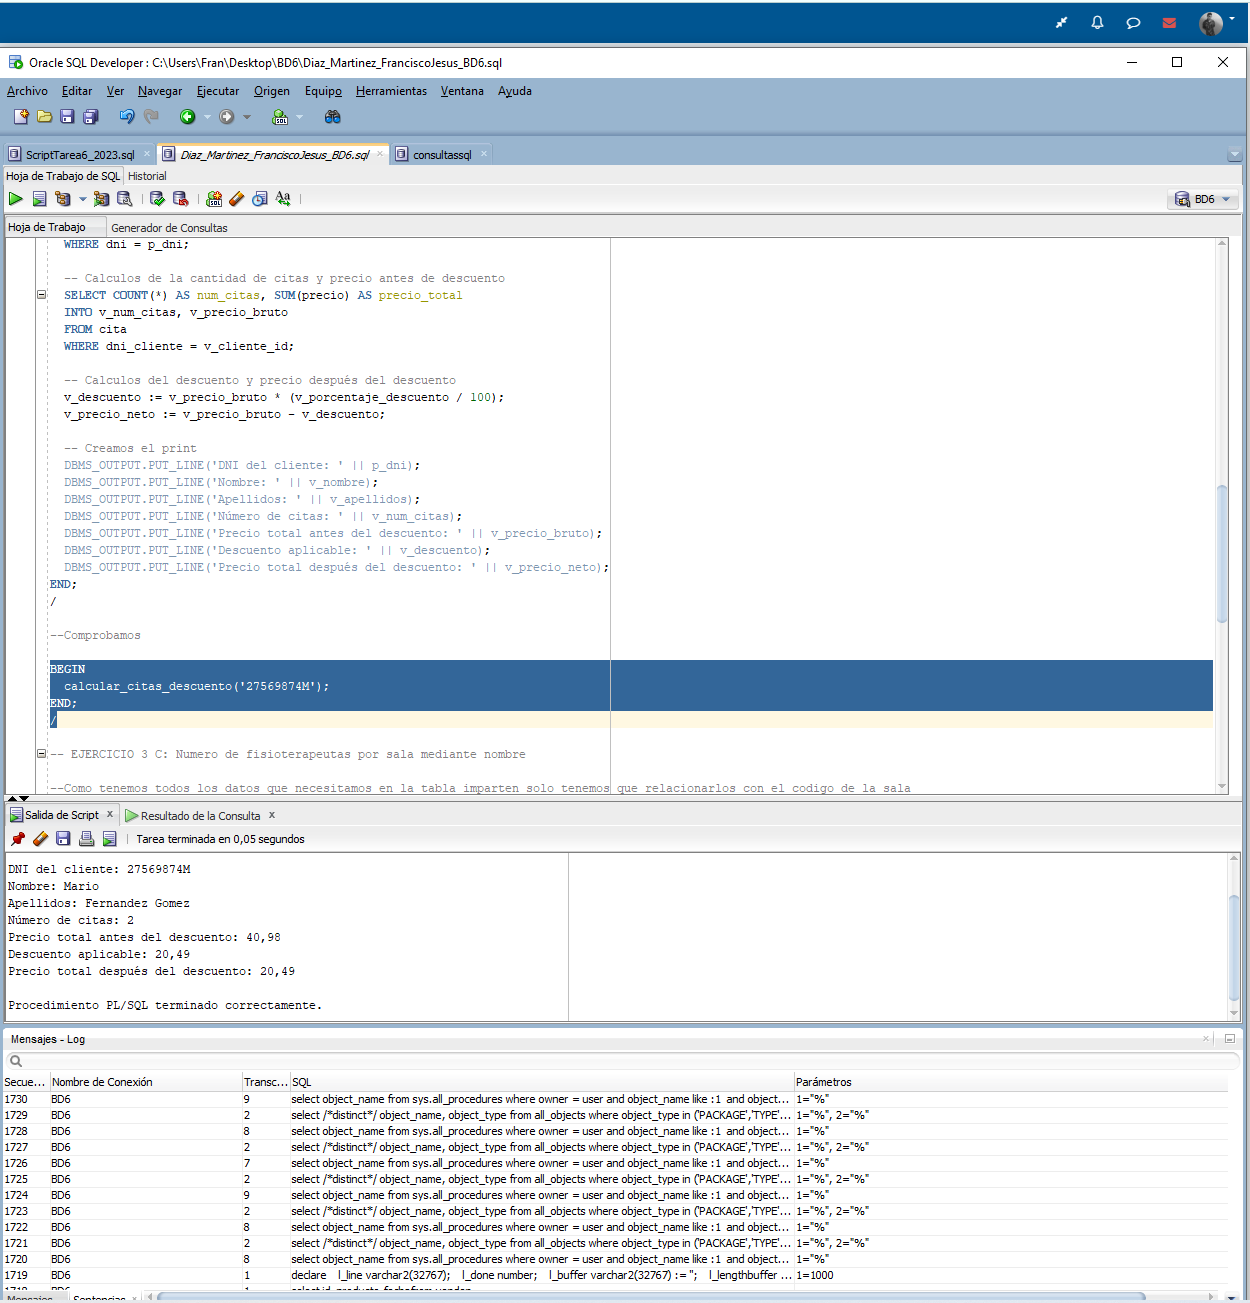 Oracle SQL Developer : C:\Users\Fran\Desktop\BD6\Diaz_Martinez_FranciscoJesus_BD6.sql
Archivo Editar Ver Navegar Ejecutar Origen Equipo Herramientas Ventana Ayuda
ScriptTarea6_2023.sql Diaz_Martinez_FranciscoJesus_BD6.sql consultassql
Hoja de Trabajo de SQL Historial
BD6
Hoja de Trabajo Generador de Consultas
WHERE dni = p_dni;
-- Calculos de la cantidad de citas y precio antes de descuento
SELECT COUNT(*) AS num_citas, SUM(precio) AS precio_total
INTO v_num_citas, v_precio_bruto
FROM cita
WHERE dni_cliente = v_cliente_id;
-- Calculos del descuento y precio después del descuento
v_descuento := v_precio_bruto * (v_porcentaje_descuento / 100);
v_precio_neto := v_precio_bruto - v_descuento;
-- Creamos el print
DBMS_OUTPUT.PUT_LINE('DNI del cliente: ' || p_dni);
DBMS_OUTPUT.PUT_LINE('Nombre: ' || v_nombre);
DBMS_OUTPUT.PUT_LINE('Apellidos: ' || v_apellidos);
DBMS_OUTPUT.PUT_LINE('Número de citas: ' || v_num_citas);
DBMS_OUTPUT.PUT_LINE('Precio total antes del descuento: ' || v_precio_bruto);
DBMS_OUTPUT.PUT_LINE('Descuento aplicable: ' || v_descuento);
DBMS_OUTPUT.PUT_LINE('Precio total después del descuento: ' || v_precio_neto);
END;
/
--Comprobamos
BEGIN
calcular_citas_descuento('27569874M');
END;
/
-- EJERCICIO 3 C: Numero de fisioterapeutas por sala mediante nombre
--Como tenemos todos los datos que necesitamos en la tabla imparten solo tenemos que relacionarlos con el codigo de la sala
Salida de Script x Resultado de la Consulta x
Tarea terminada en 0,05 segundos
DNI del cliente: 27569874M
Nombre: Mario
Apellidos: Fernandez Gomez
Número de citas: 2
Precio total antes del descuento: 40,98
Descuento aplicable: 20,49
Precio total después del descuento: 20,49
Procedimiento PL/SQL terminado correctamente.
Mensajes - Log
Secue... Nombre de Conexión Transc... SQL Parámetros
1730 BD6 9 select object_name from sys.all_procedures where owner = user and object_name like :1 and object... 1="%"
1729 BD6 2 select /*distinct*/ object_name, object_type from all_objects where object_type in ('PACKAGE','TYPE'... 1="%", 2="%"
1728 BD6 8 select object_name from sys.all_procedures where owner = user and object_name like :1 and object... 1="%"
1727 BD6 2 select /*distinct*/ object_name, object_type from all_objects where object_type in ('PACKAGE','TYPE'... 1="%", 2="%"
1726 BD6 7 select object_name from sys.all_procedures where owner = user and object_name like :1 and object... 1="%"
1725 BD6 2 select /*distinct*/ object_name, object_type from all_objects where object_type in ('PACKAGE','TYPE'... 1="%", 2="%"
1724 BD6 9 select object_name from sys.all_procedures where owner = user and object_name like :1 and object... 1="%"
1723 BD6 2 select /*distinct*/ object_name, object_type from all_objects where object_type in ('PACKAGE','TYPE'... 1="%", 2="%"
1722 BD6 8 select object_name from sys.all_procedures where owner = user and object_name like :1 and object... 1="%"
1721 BD6 2 select /*distinct*/ object_name, object_type from all_objects where object_type in ('PACKAGE','TYPE'... 1="%", 2="%"
1720 BD6 8 select object_name from sys.all_procedures where owner = user and object_name like :1 and object... 1="%"
1719 BD6 1 declare l_line varchar2(32767); l_done number; l_buffer varchar2(32767) := ''; l_lengthbuffer ... 1=1000
Mensajes Sentencias